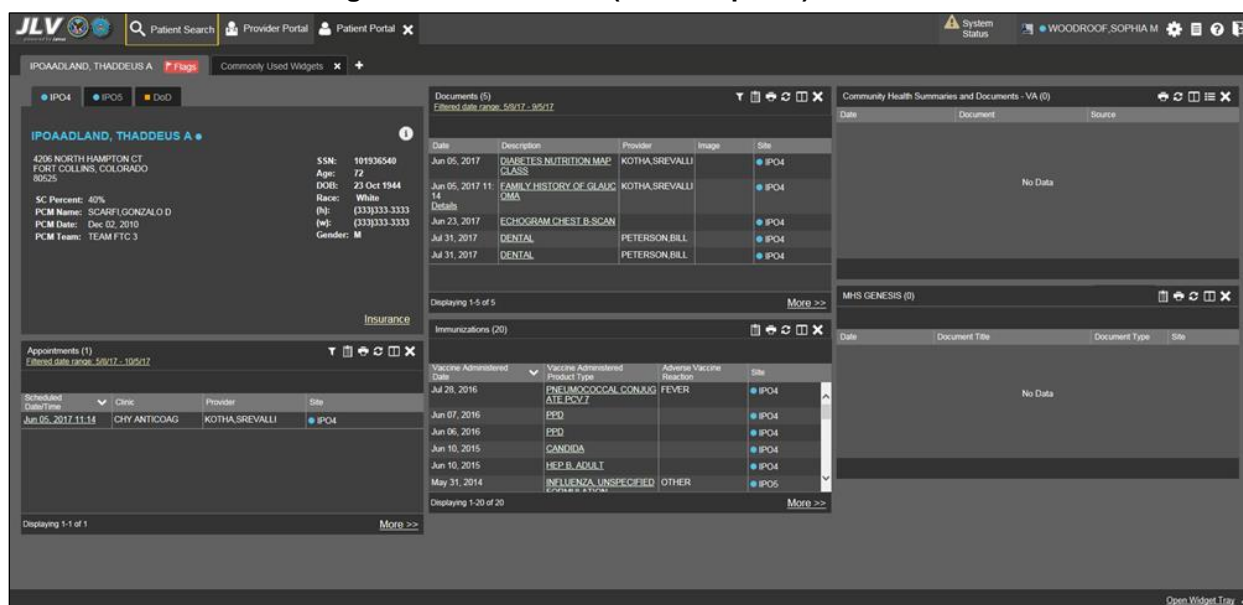 JLV
Patient Search
Provider Portal
Patient Portal
System
Status
WOODROOF,SOPHIA M
IPOAADLAND, THADDEUS A
Flags
Commonly Used Widgets
IPO4
IPO5
DoD
IPOAADLAND, THADDEUS A
4206 NORTH HAMPTON CT
FORT COLLINS, COLORADO
80525
SC Percent: 40%
PCM Name: SCARFI,GONZALO D
PCM Date: Dec 02, 2010
PCM Team: TEAM FTC 3
SSN: 101936540
Age: 72
DOB: 23 Oct 1944
Race: White
(h): (333)333-3333
(w): (333)333-3333
Gender: M
Insurance
Appointments (1)
Filtered date range: 5/8/17 - 10/5/17
Scheduled
Date/Time
Clinic
Provider
Site
Jun 05, 2017 11:14 CHY ANTICOAG KOTHA,SREVALLI IPO4
Displaying 1-1 of 1
More >>
Documents (5)
Filtered date range: 5/8/17 - 9/5/17
Date Description Provider Image Site
Jun 05, 2017 DIABETES NUTRITION MAP KOTHA,SREVALLI IPO4
CLASS
Jun 05, 2017 11: FAMILY HISTORY OF GLAUC KOTHA,SREVALLI IPO4
14 OMA
Details
Jun 23, 2017 ECHOGRAM CHEST B-SCAN IPO4
Jul 31, 2017 DENTAL PETERSON,BILL IPO4
Jul 31, 2017 DENTAL PETERSON,BILL IPO4
Displaying 1-5 of 5
More >>
Immunizations (20)
Vaccine Administered
Date
Vaccine Administered
Product Type
Adverse Vaccine
Reaction
Site
Jul 28, 2016 PNEUMOCOCCAL CONJUG FEVER IPO4
ATE PCV 7
Jun 07, 2016 PPD IPO4
Jun 06, 2016 PPD IPO4
Jun 10, 2015 CANDIDA IPO4
Jun 10, 2015 HEP B, ADULT IPO4
May 31, 2014 INFLUENZA, UNSPECIFIED OTHER IPO5
FORMULATION
Displaying 1-20 of 20
More >>
Community Health Summaries and Documents - VA (0)
Date Document Source
No Data
MHS GENESIS (0)
Date Document Title Document Type Site
No Data
Open Widget Tray